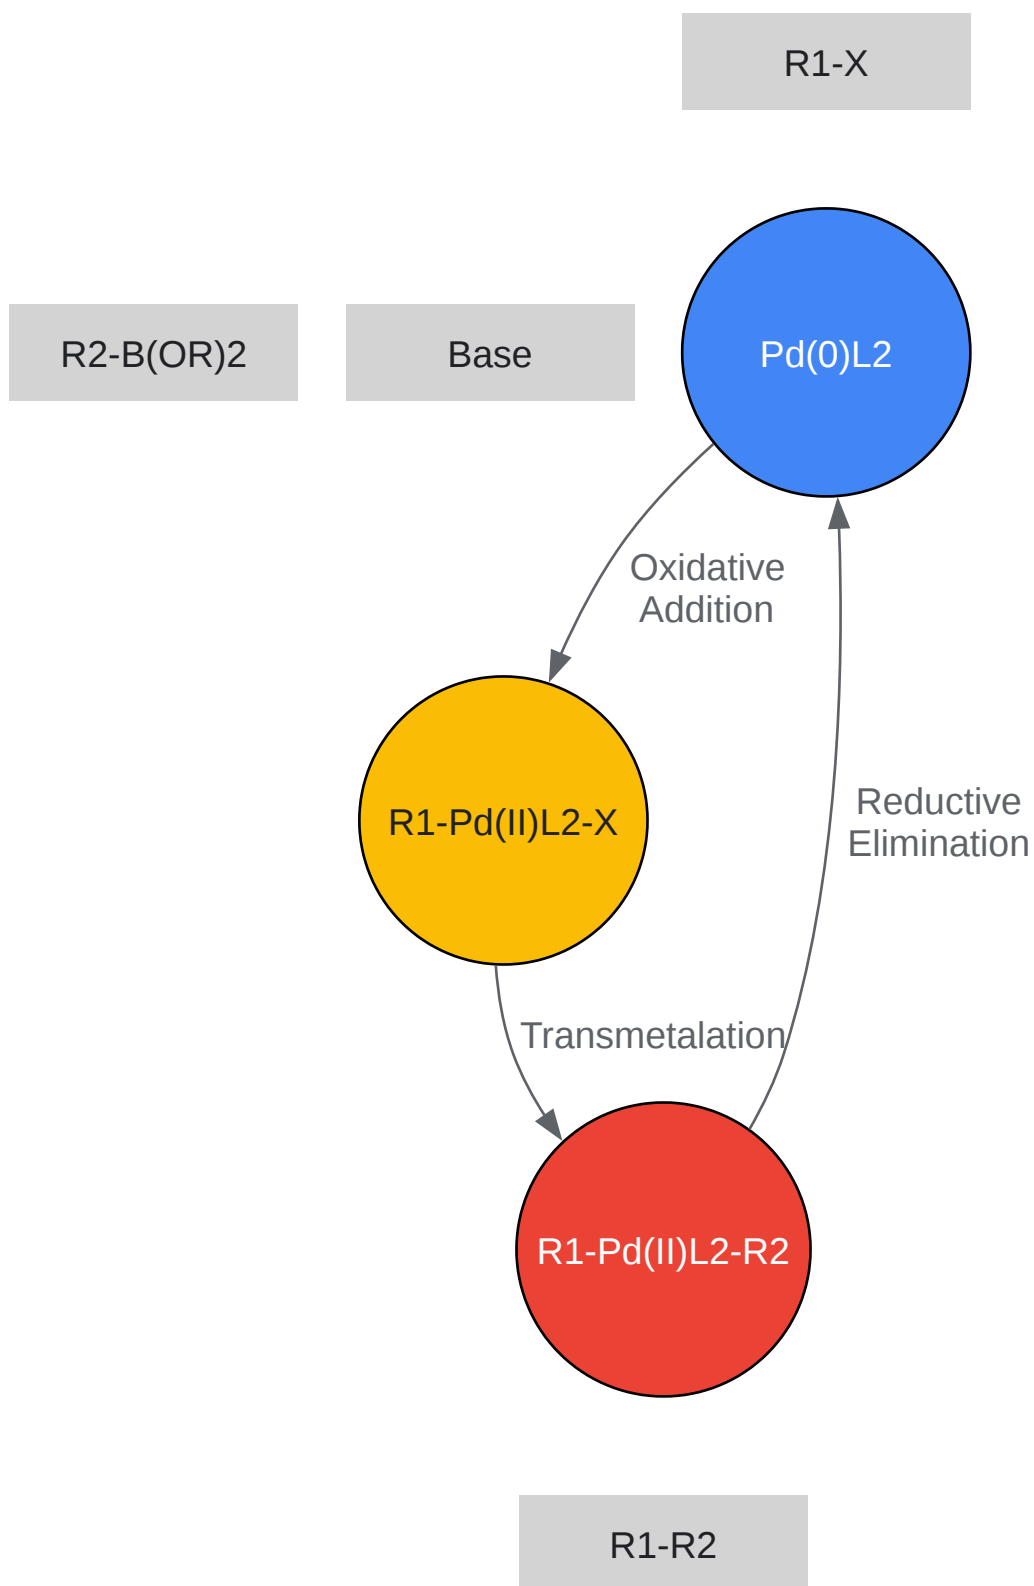 R1-X
R2-B(OR)2
Base
Pd(0)L2
Oxidative
Addition
R1-Pd(II)L2-X
Reductive
Elimination
Transmetalation
R1-Pd(II)L2-R2
R1-R2